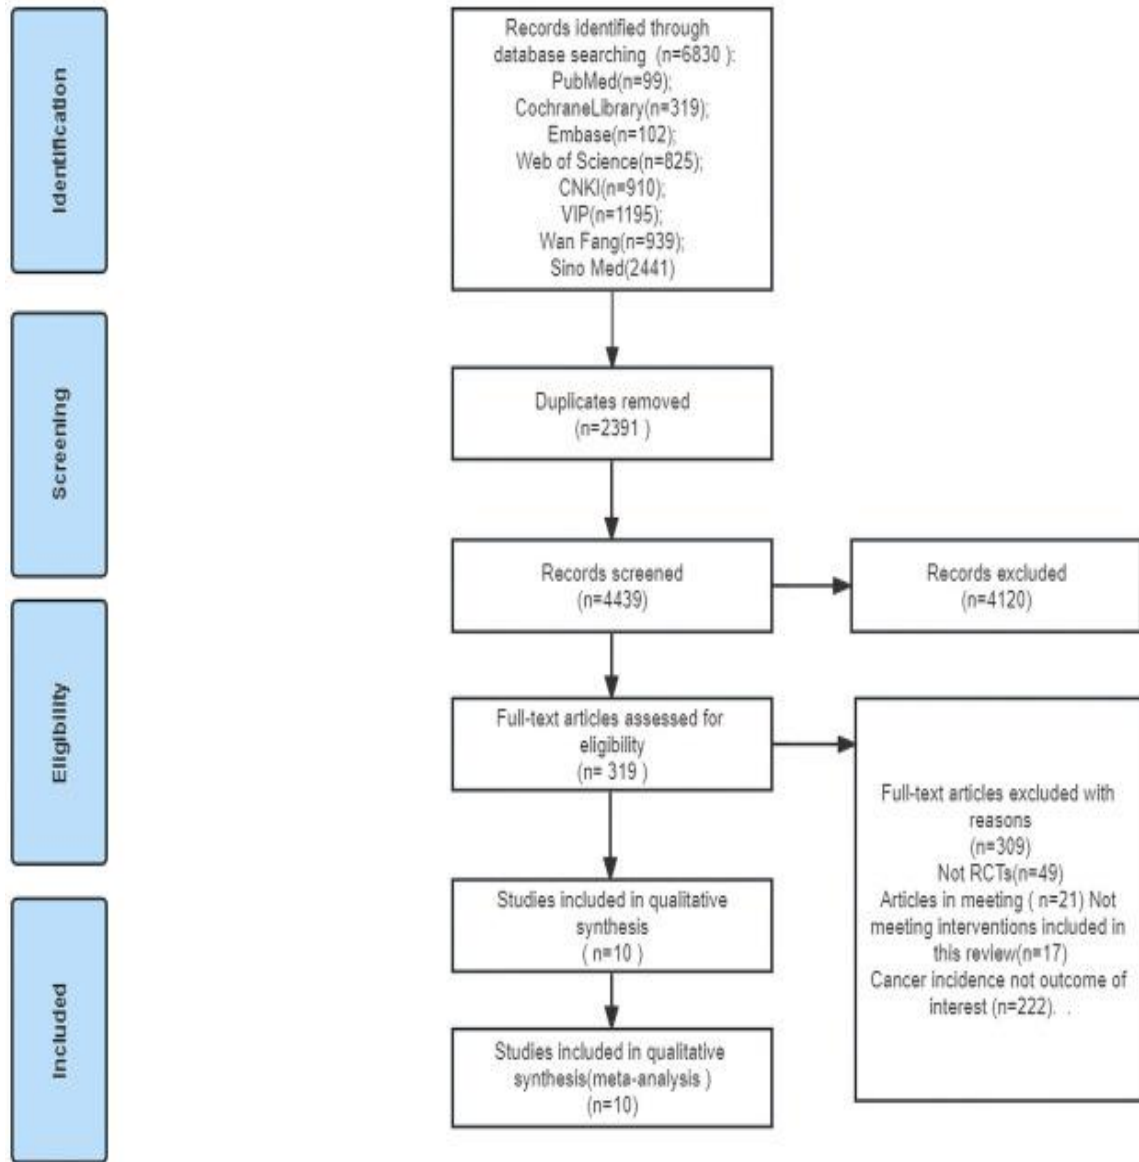 Identification
Records identified through
database searching (n=6830 ):
PubMed(n=99);
CochraneLibrary(n=319);
Embase(n=102);
Web of Science(n=825);
CNKI(n=910);
VIP(n=1195);
Wan Fang(n=939);
Sino Med(2441)
Screening
Duplicates removed
(n=2391 )
Records screened
(n=4439)
Records excluded
(n=4120)
Eligibility
Full-text articles assessed for
eligibility
(n= 319 )
Full-text articles excluded with
reasons
(n=309)
Not RCTs(n=49)
Articles in meeting ( n=21) Not
meeting interventions included in
this review(n=17)
Cancer incidence not outcome of
interest (n=222). .
Included
Studies included in qualitative
synthesis
( n=10 )
Studies included in qualitative
synthesis(meta-analysis )
(n=10)